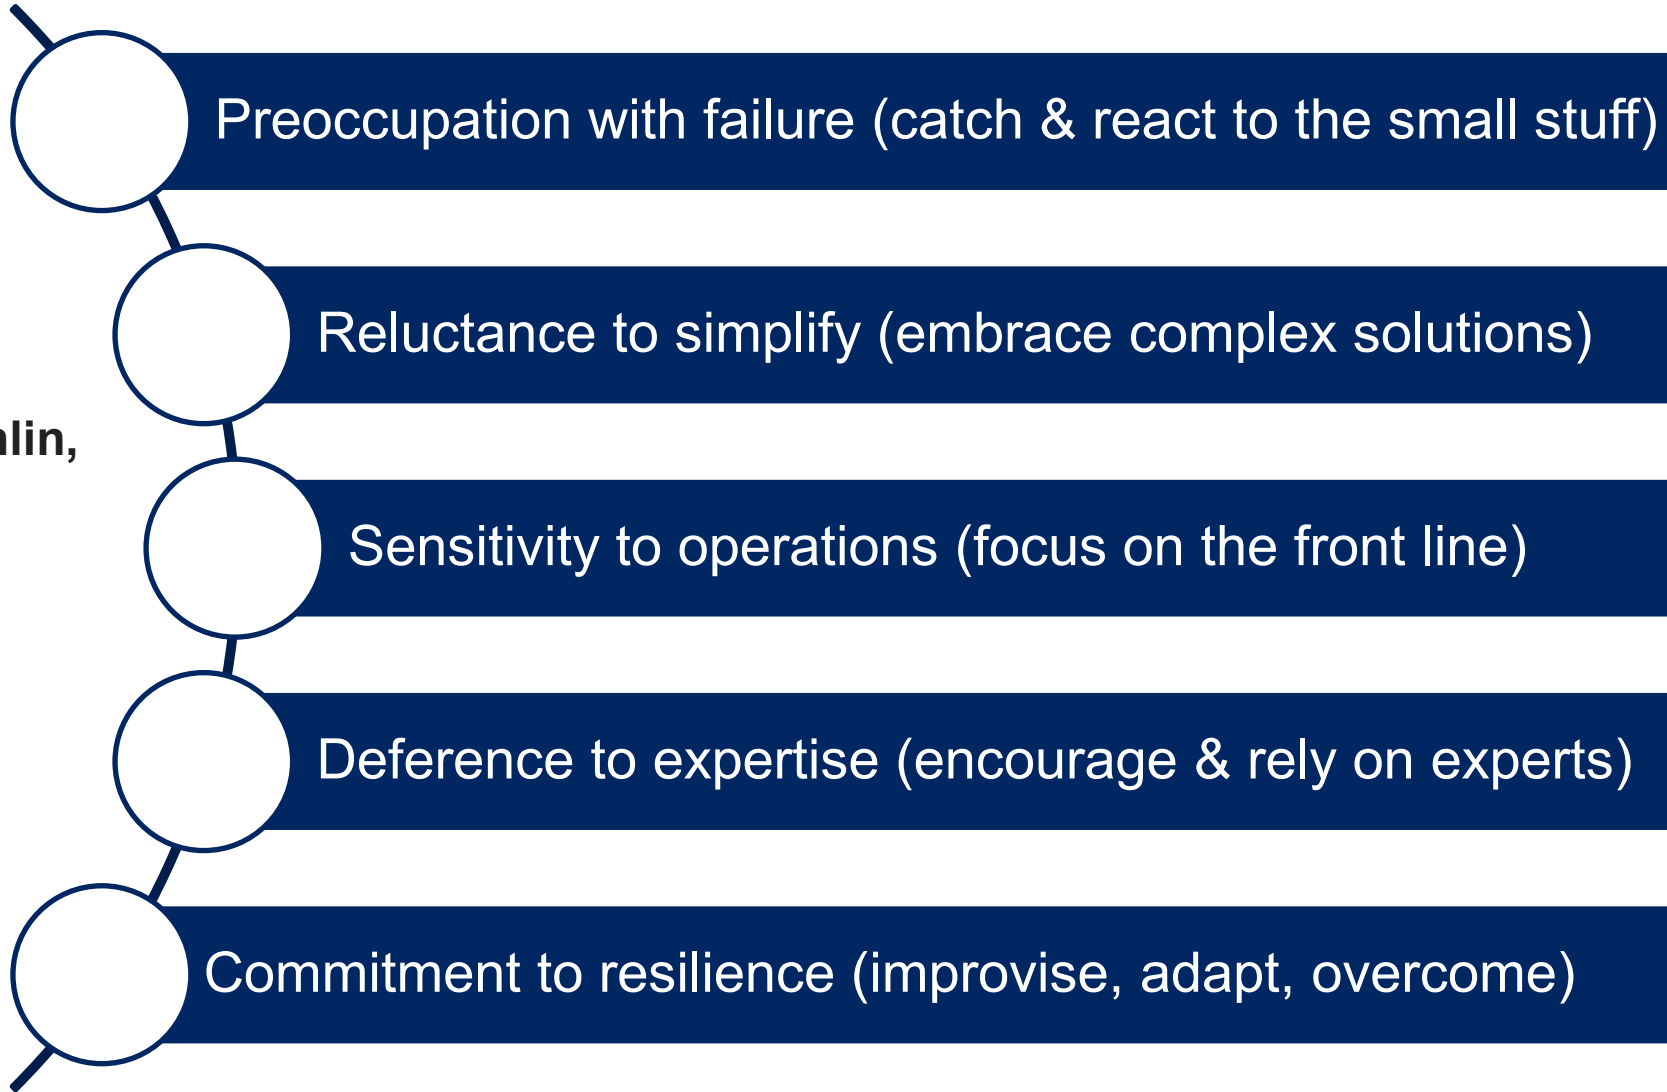 Preoccupation with failure (catch & react to the small stuff)
Reluctance to simplify (embrace complex solutions)
Sensitivity to operations (focus on the front line)
Deference to expertise (encourage & rely on experts)
Commitment to resilience (improvise, adapt, overcome)